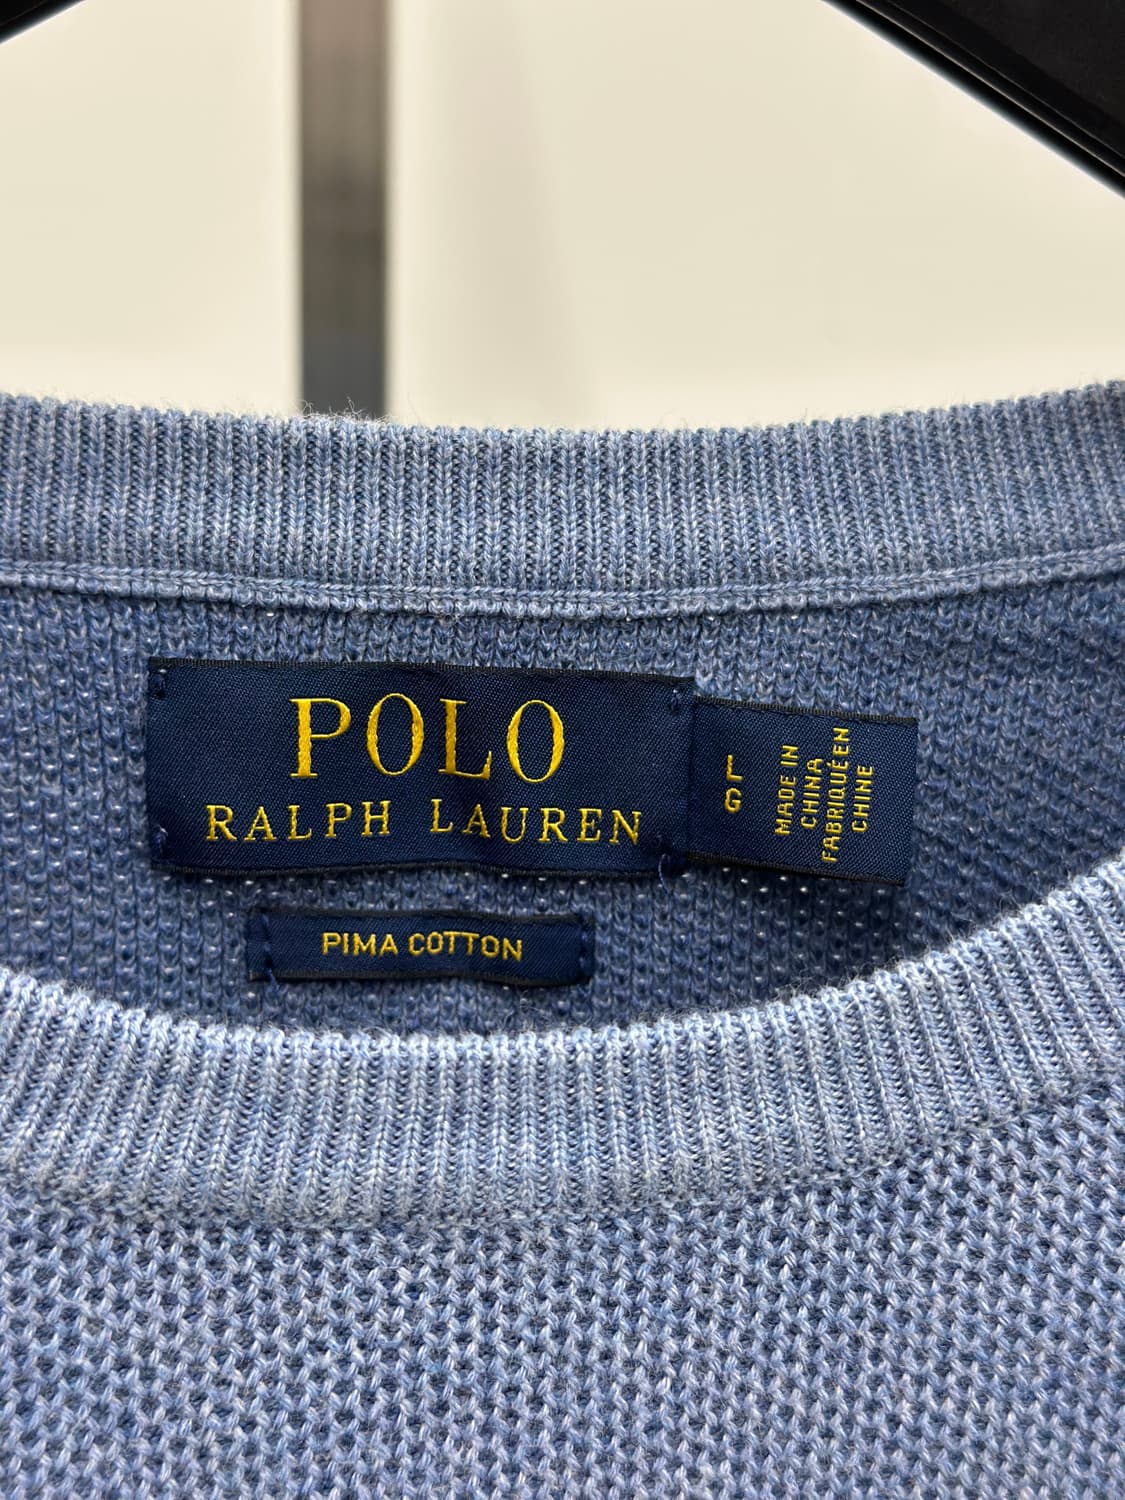 POLO
RALPH LAUREN
L
G
MADE IN
CHINA
FABRIQUÉ EN
CHINE
PIMA COTTON